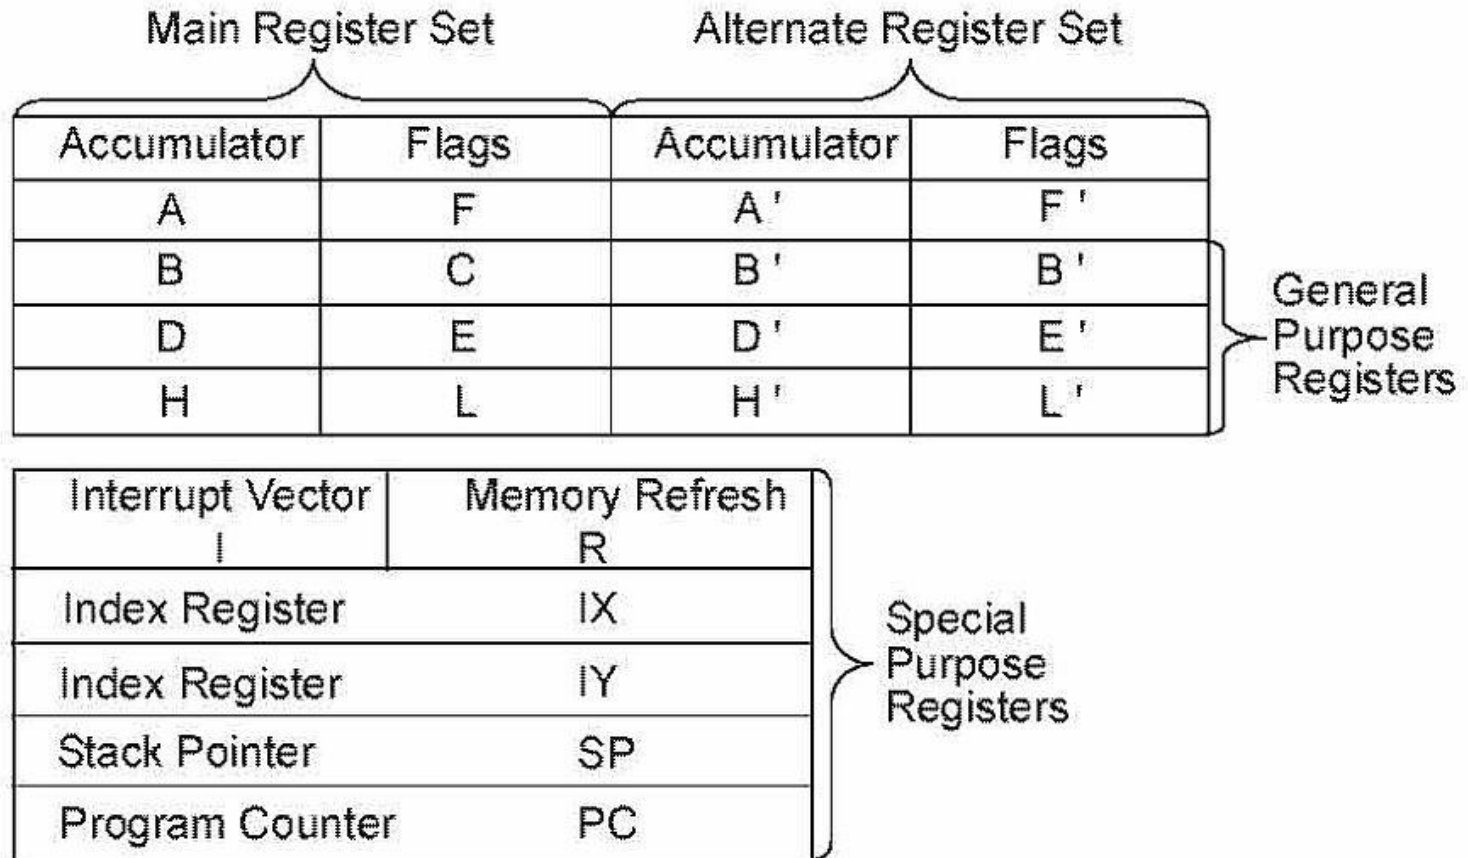 Main Register Set Alternate Register Set
Accumulator Flags Accumulator Flags
A F A ' F '
B C B ' B '
D E D ' E '
H L H ' L '
General
Purpose
Registers
Interrupt Vector Memory Refresh
I R
Index Register IX
Index Register IY
Stack Pointer SP
Program Counter PC
Special
Purpose
Registers